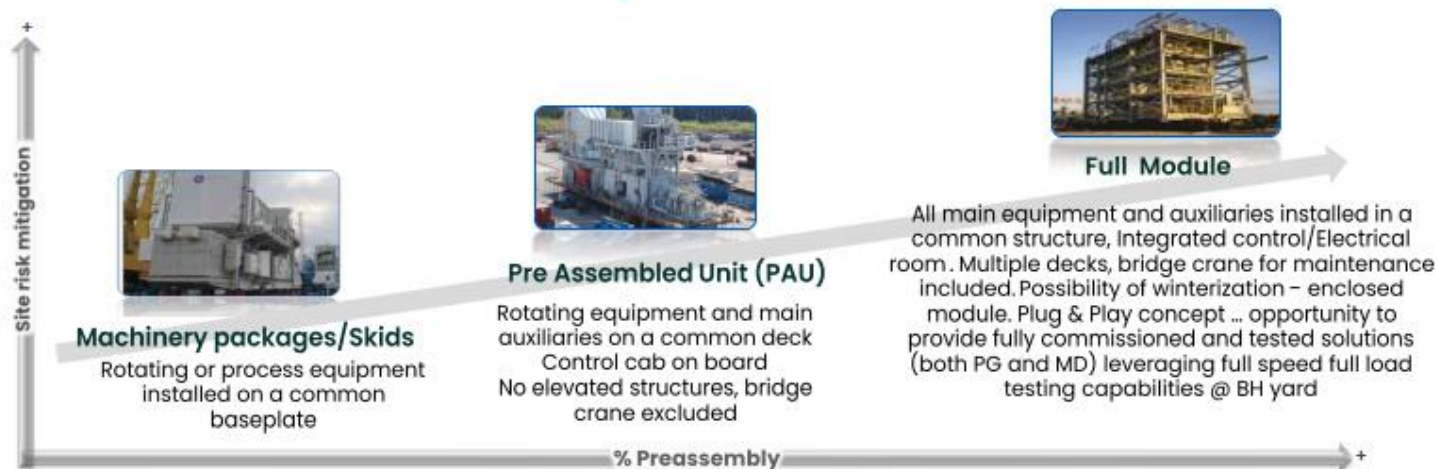 +
Site risk mitigation
Machinery packages/Skids
Rotating or process equipment
installed on a common
baseplate
Pre Assembled Unit (PAU)
Rotating equipment and main
auxiliaries on a common deck
Control cab on board
No elevated structures, bridge
crane excluded
Full Module
All main equipment and auxiliaries installed in a
common structure, Integrated control/Electrical
room. Multiple decks, bridge crane for maintenance
included. Possibility of winterization – enclosed
module. Plug & Play concept ... opportunity to
provide fully commissioned and tested solutions
(both PG and MD) leveraging full speed full load
testing capabilities @ BH yard
% Preassembly
+